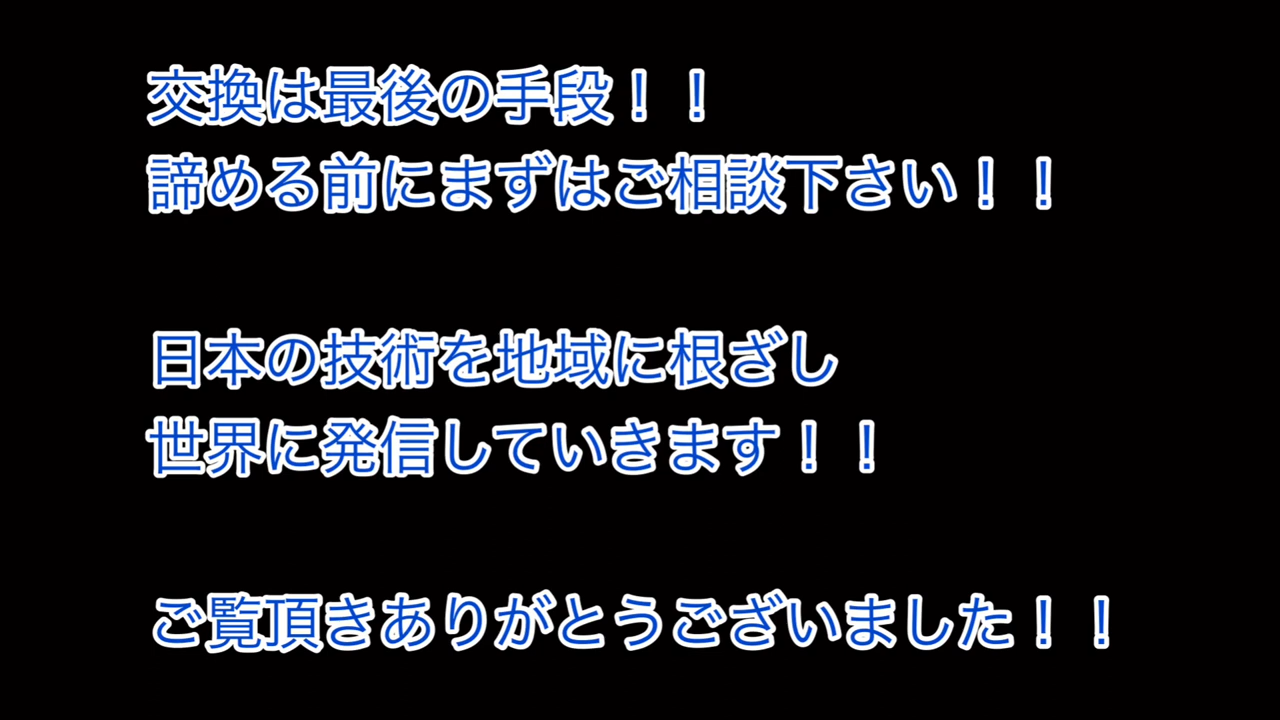 交換は最後の手段！！
諦める前にまずはご相談下さい！！
日本の技術を地域に根ざし
世界に発信していきます！！
ご覧頂きありがとうございました！！